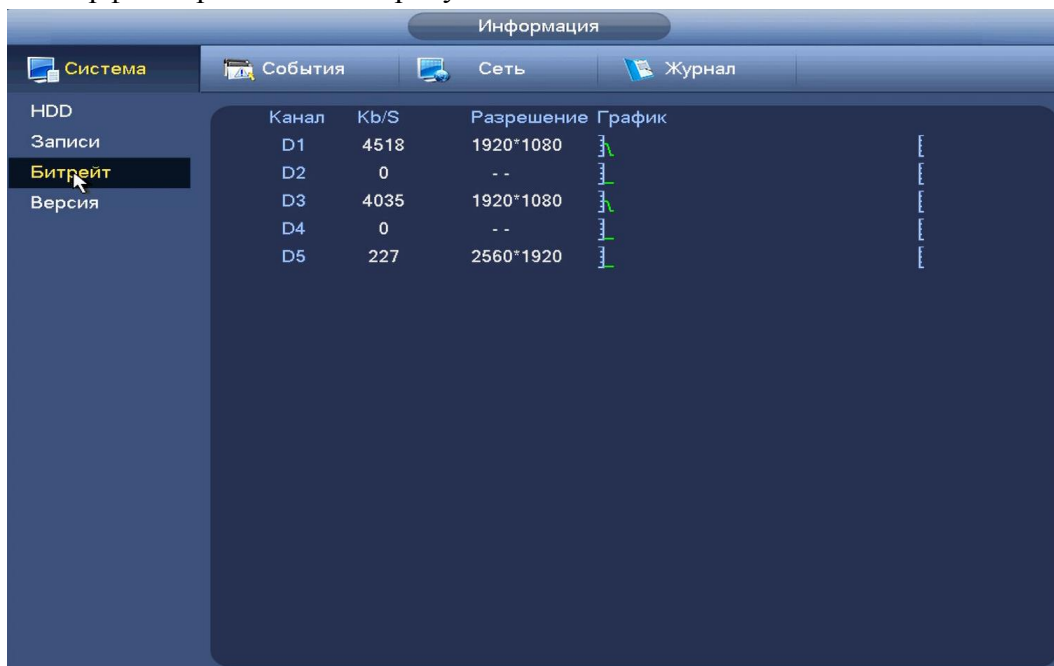 Информация
Система События Сеть Журнал
HDD
Записи
Битрейт
Версия
Канал Kb/S Разрешение График
D1 4518 1920*1080
D2 0 - -
D3 4035 1920*1080
D4 0 - -
D5 227 2560*1920